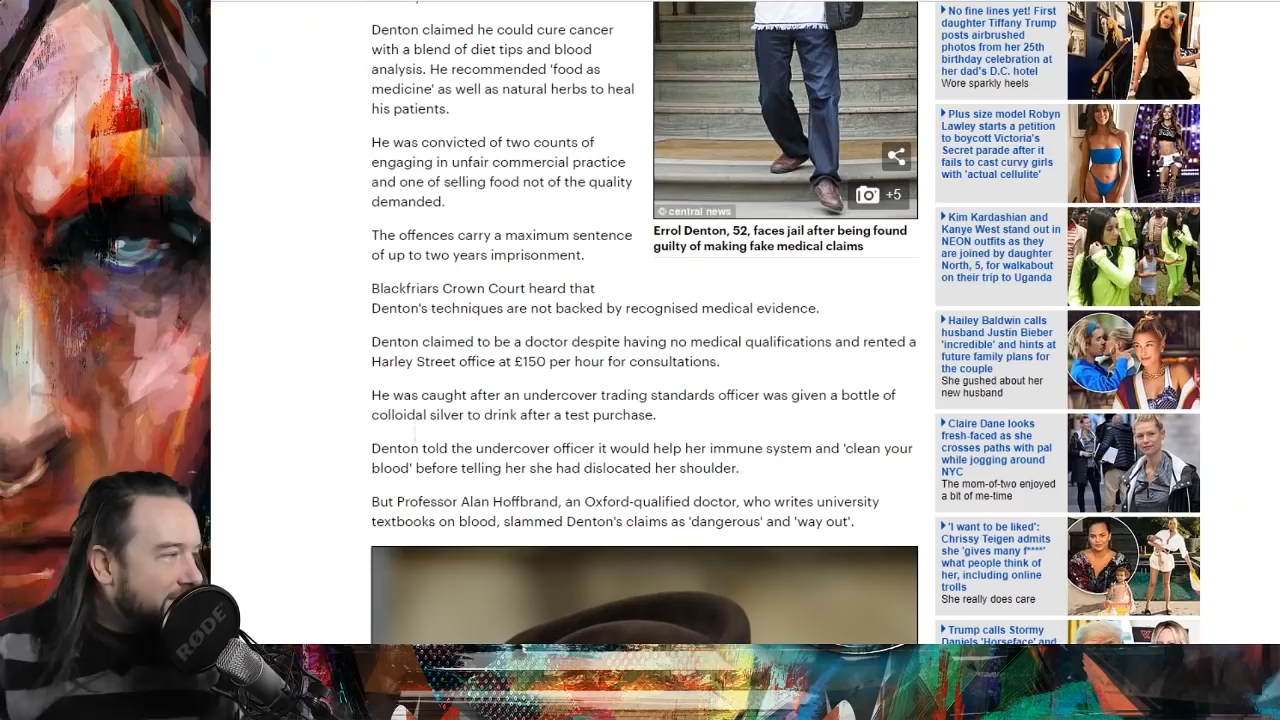 Denton claimed he could cure cancer
with a blend of diet tips and blood
analysis. He recommended 'food as
medicine' as well as natural herbs to heal
his patients.
He was convicted of two counts of
engaging in unfair commercial practice
and one of selling food not of the quality
demanded.
The offences carry a maximum sentence
of up to two years imprisonment.
Blackfriars Crown Court heard that
Denton's techniques are not backed by recognised medical evidence.
Denton claimed to be a doctor despite having no medical qualifications and rented a
Harley Street office at £150 per hour for consultations.
He was caught after an undercover trading standards officer was given a bottle of
colloidal silver to drink after a test purchase.
Denton told the undercover officer it would help her immune system and 'clean your
blood' before telling her she had dislocated her shoulder.
But Professor Alan Hoffbrand, an Oxford-qualified doctor, who writes university
textbooks on blood, slammed Denton's claims as 'dangerous' and 'way out'.
+5
© central news
Errol Denton, 52, faces jail after being found
guilty of making fake medical claims
No fine lines yet! First
daughter Tiffany Trump
posts airbrushed
photos from her 25th
birthday celebration at
her dad's D.C. hotel
Wore sparkly heels
Plus size model Robyn
Lawley starts a petition
to boycott Victoria's
Secret parade after it
fails to cast curvy girls
with 'actual cellulite'
Kim Kardashian and
Kanye West stand out in
NEON outfits as they
are joined by daughter
North, 5, for walkabout
on their trip to Uganda
Hailey Baldwin calls
husband Justin Bieber
'incredible' and hints at
future family plans for
the couple
She gushed about her
new husband
Claire Dane looks
fresh-faced as she
crosses paths with pal
while jogging around
NYC
The mom-of-two enjoyed
a bit of me-time
'I want to be liked':
Chrissy Teigen admits
she 'gives many f****'
what people think of
her, including online
trolls
She really does care
Trump calls Stormy
Daniels 'Horseface' and
RØDE